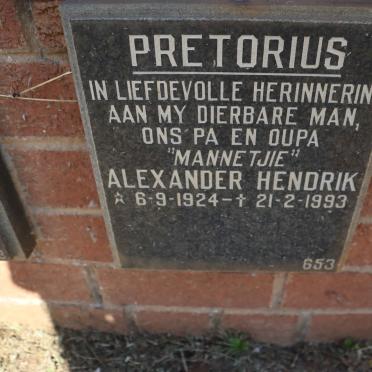 PRETORIUS
IN LIEFDEVOLLE HERINNERIN
AAN MY DIERBARE MAN,
ONS PA EN OUPA
"MANNETJIE"
ALEXANDER HENDRIK
☆ 6-9-1924-✝ 21-2-1993
653